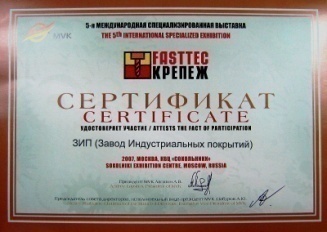 МVK
5-я МЕЖДУНАРОДНАЯ СПЕЦИАЛИЗИРОВАННАЯ ВЫСТАВКА
THE 5th INTERNATIONAL SPECIALIZED EXHIBITION
FASTTEC
КРЕПЕЖ
СЕРТИФИКАТ
CERTIFICATE
УДОСТОВЕРЯЕТ УЧАСТИЕ / ATTESTS THE FACT OF PARTICIPATION
ЗИП (Завод Индустриальных покрытий)
2007, МОСКВА, КВЦ «СОКОЛЬНИКИ»
SOKOLNIKI EXHIBITION CENTRE, MOSCOW, RUSSIA